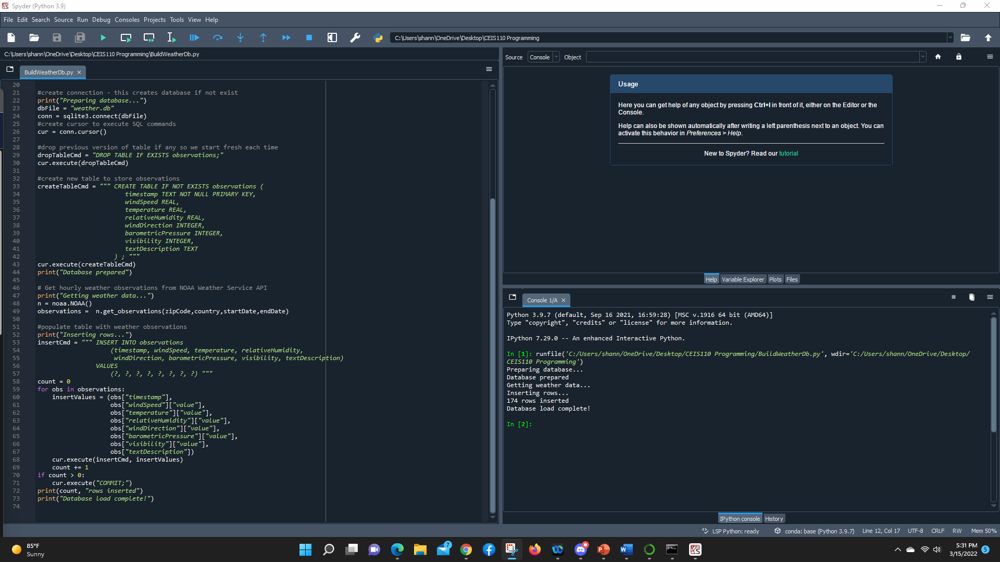 Spyder (Python 3.9)
File Edit Search Source Run Debug Consoles Projects Tools View Help
C:\Users\shann\OneDrive\Desktop\CEIS110 Programming
C:\Users\shann\OneDrive\Desktop\CEIS110 Programming\BuildWeatherDb.py
BuildWeatherDb.py
20
21 #create connection - this creates database if not exist
22 print("Preparing database...")
23 dbFile = "weather.db"
24 conn = sqlite3.connect(dbFile)
25 #create cursor to execute SQL commands
26 cur = conn.cursor()
27
28 #drop previous version of table if any so we start fresh each time
29 dropTableCmd = "DROP TABLE IF EXISTS observations;"
30 cur.execute(dropTableCmd)
31
32 #create new table to store observations
33 createTableCmd = """ CREATE TABLE IF NOT EXISTS observations (
34 timestamp TEXT NOT NULL PRIMARY KEY,
35 windSpeed REAL,
36 temperature REAL,
37 relativeHumidity REAL,
38 windDirection INTEGER,
39 barometricPressure INTEGER,
40 visibility INTEGER,
41 textDescription TEXT
42 ) ; """
43 cur.execute(createTableCmd)
44 print("Database prepared")
45
46 # Get hourly weather observations from NOAA Weather Service API
47 print("Getting weather data...")
48 n = noaa.NOAA()
49 observations =  n.get_observations(zipCode,country,startDate,endDate)
50
51 #populate table with weather observations
52 print("Inserting rows...")
53 insertCmd = """ INSERT INTO observations
54 (timestamp, windSpeed, temperature, relativeHumidity,
55 windDirection, barometricPressure, visibility, textDescription)
56 VALUES
57 (?, ?, ?, ?, ?, ?, ?, ?) """
58 count = 0
59 for obs in observations:
60 insertValues = (obs["timestamp"],
61 obs["windSpeed"]["value"],
62 obs["temperature"]["value"],
63 obs["relativeHumidity"]["value"],
64 obs["windDirection"]["value"],
65 obs["barometricPressure"]["value"],
66 obs["visibility"]["value"],
67 obs["textDescription"])
68 cur.execute(insertCmd, insertValues)
69 count += 1
70 if count > 0:
71 cur.execute("COMMIT;")
72 print(count, "rows inserted")
73 print("Database load complete!")
74
Source Console Object
Usage
Here you can get help of any object by pressing Ctrl+I in front of it, either on the Editor or the
Console.
Help can also be shown automatically after writing a left parenthesis next to an object. You can
activate this behavior in Preferences > Help.
New to Spyder? Read our tutorial
Help Variable Explorer Plots Files
Console 1/A
Python 3.9.7 (default, Sep 16 2021, 16:59:28) [MSC v.1916 64 bit (AMD64)]
Type "copyright", "credits" or "license" for more information.
IPython 7.29.0 -- An enhanced Interactive Python.
In [1]: runfile('C:/Users/shann/OneDrive/Desktop/CEIS110 Programming/BuildWeatherDb.py', wdir='C:/Users/shann/OneDrive/Desktop/
CEIS110 Programming')
Preparing database...
Database prepared
Getting weather data...
Inserting rows...
174 rows inserted
Database load complete!
In [2]:
IPython console History
LSP Python: ready conda: base (Python 3.9.7) Line 12, Col 17 UTF-8 CRLF RW Mem 50%
85°F
Sunny
7
5:31 PM
3/15/2022
5